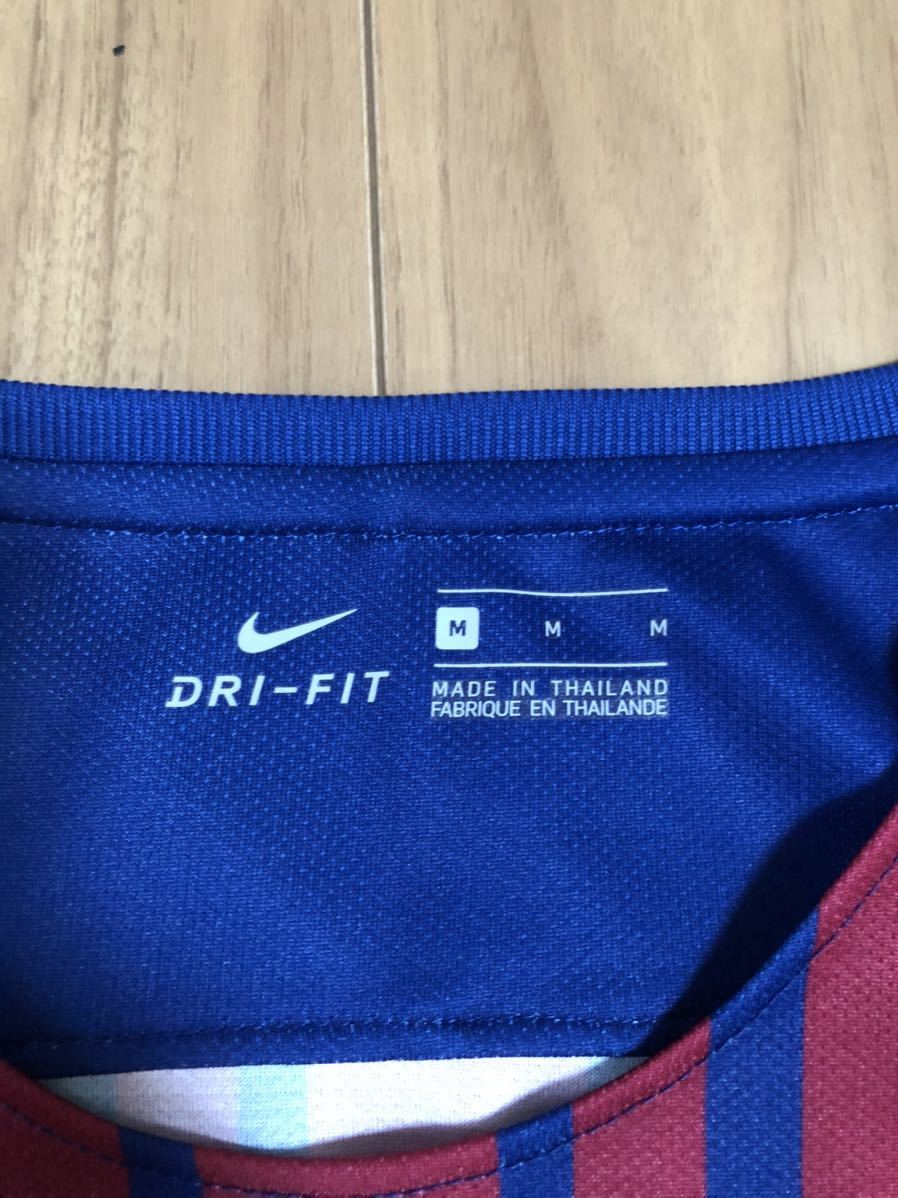 DRI-FIT
M M M
MADE IN THAILAND
FABRIQUE EN THAILANDE